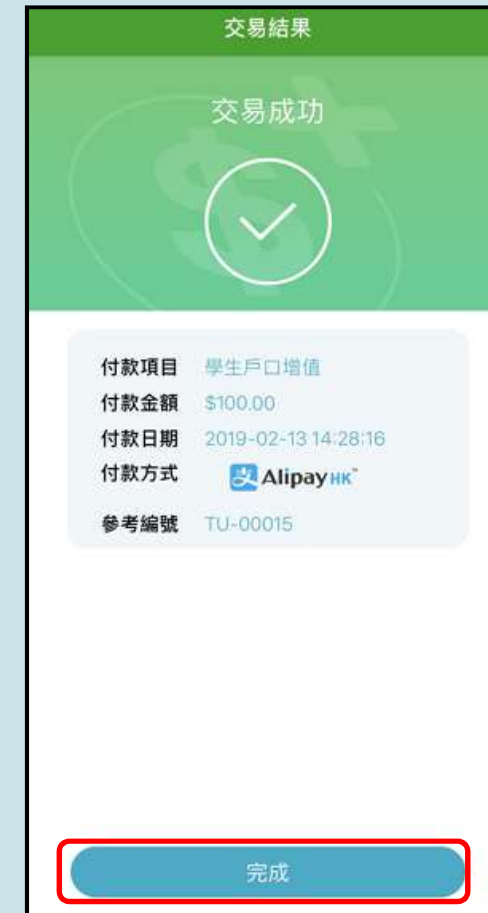 交易結果
交易成功
付款項目 學生戶口增值
付款金額 $100.00
付款日期 2019-02-13 14:28:16
付款方式 Alipay HK™
參考編號 TU-00015
完成